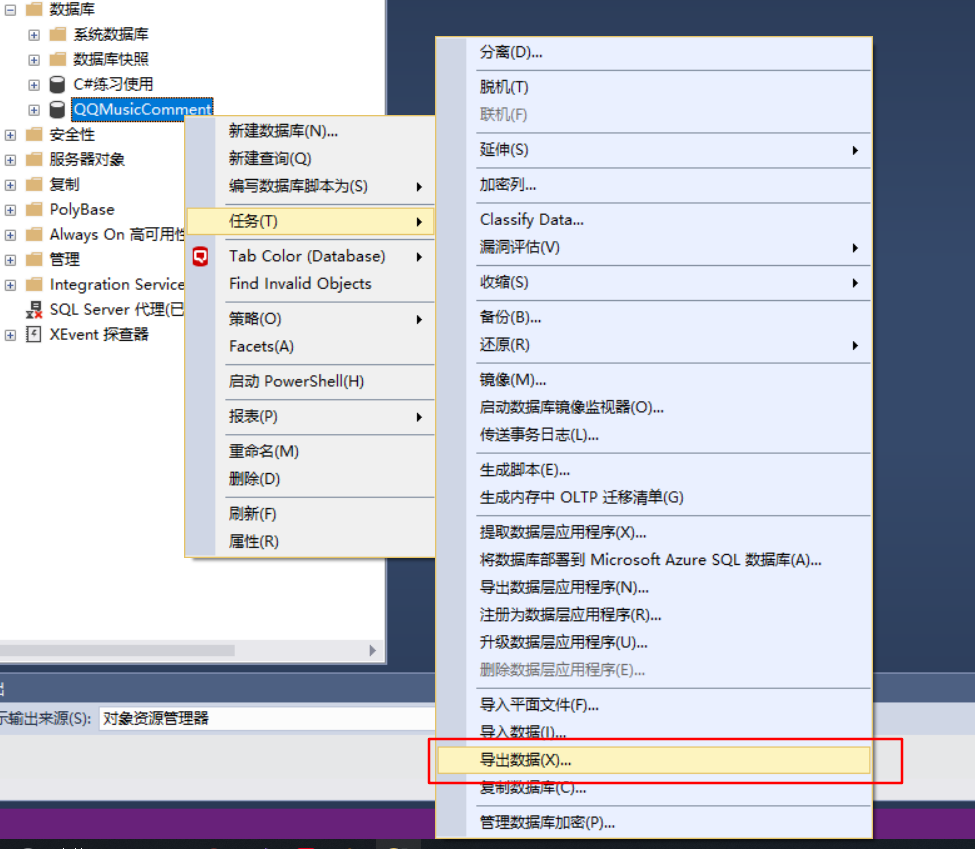 数据库
系统数据库
数据库快照
C#练习使用
QQMusicComment
安全性
服务器对象
复制
PolyBase
Always On 高可用性
管理
Integration Service
SQL Server 代理(已
XEvent 探查器
新建数据库(N)...
新建查询(Q)
编写数据库脚本为(S)
任务(T)
Tab Color (Database)
Find Invalid Objects
策略(O)
Facets(A)
启动 PowerShell(H)
报表(P)
重命名(M)
删除(D)
刷新(F)
属性(R)
分离(D)...
脱机(T)
联机(F)
延伸(S)
加密列...
Classify Data...
漏洞评估(V)
收缩(S)
备份(B)...
还原(R)
镜像(M)...
启动数据库镜像监视器(O)...
传送事务日志(L)...
生成脚本(E)...
生成内存中 OLTP 迁移清单(G)
提取数据层应用程序(X)...
将数据库部署到 Microsoft Azure SQL 数据库(A)...
导出数据层应用程序(N)...
注册为数据层应用程序(R)...
升级数据层应用程序(U)...
删除数据层应用程序(E)...
导入平面文件(F)...
导入数据(I)...
导出数据(X)...
复制数据库(C)...
管理数据库加密(P)...
出
示输出来源(S): 对象资源管理器